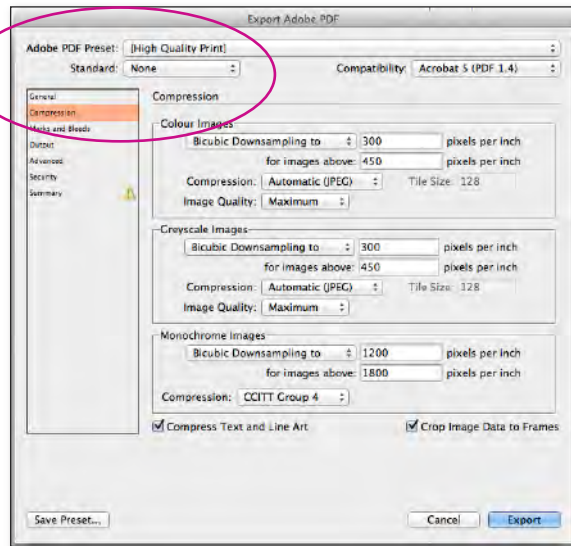 Export Adobe PDF
Adobe PDF Preset: [High Quality Print]
Standard: None Compatibility: Acrobat 5 (PDF 1.4)
General
Compression
Marks and Bleeds
Output
Advanced
Security
Summary
Compression
Colour Images
Bicubic Downsampling to 300 pixels per inch
for images above: 450 pixels per inch
Compression: Automatic (JPEG) Tile Size: 128
Image Quality: Maximum
Greyscale Images
Bicubic Downsampling to 300 pixels per inch
for images above: 450 pixels per inch
Compression: Automatic (JPEG) Tile Size: 128
Image Quality: Maximum
Monochrome Images
Bicubic Downsampling to 1200 pixels per inch
for images above: 1800 pixels per inch
Compression: CCITT Group 4
Compress Text and Line Art Crop Image Data to Frames
Save Preset... Cancel Export